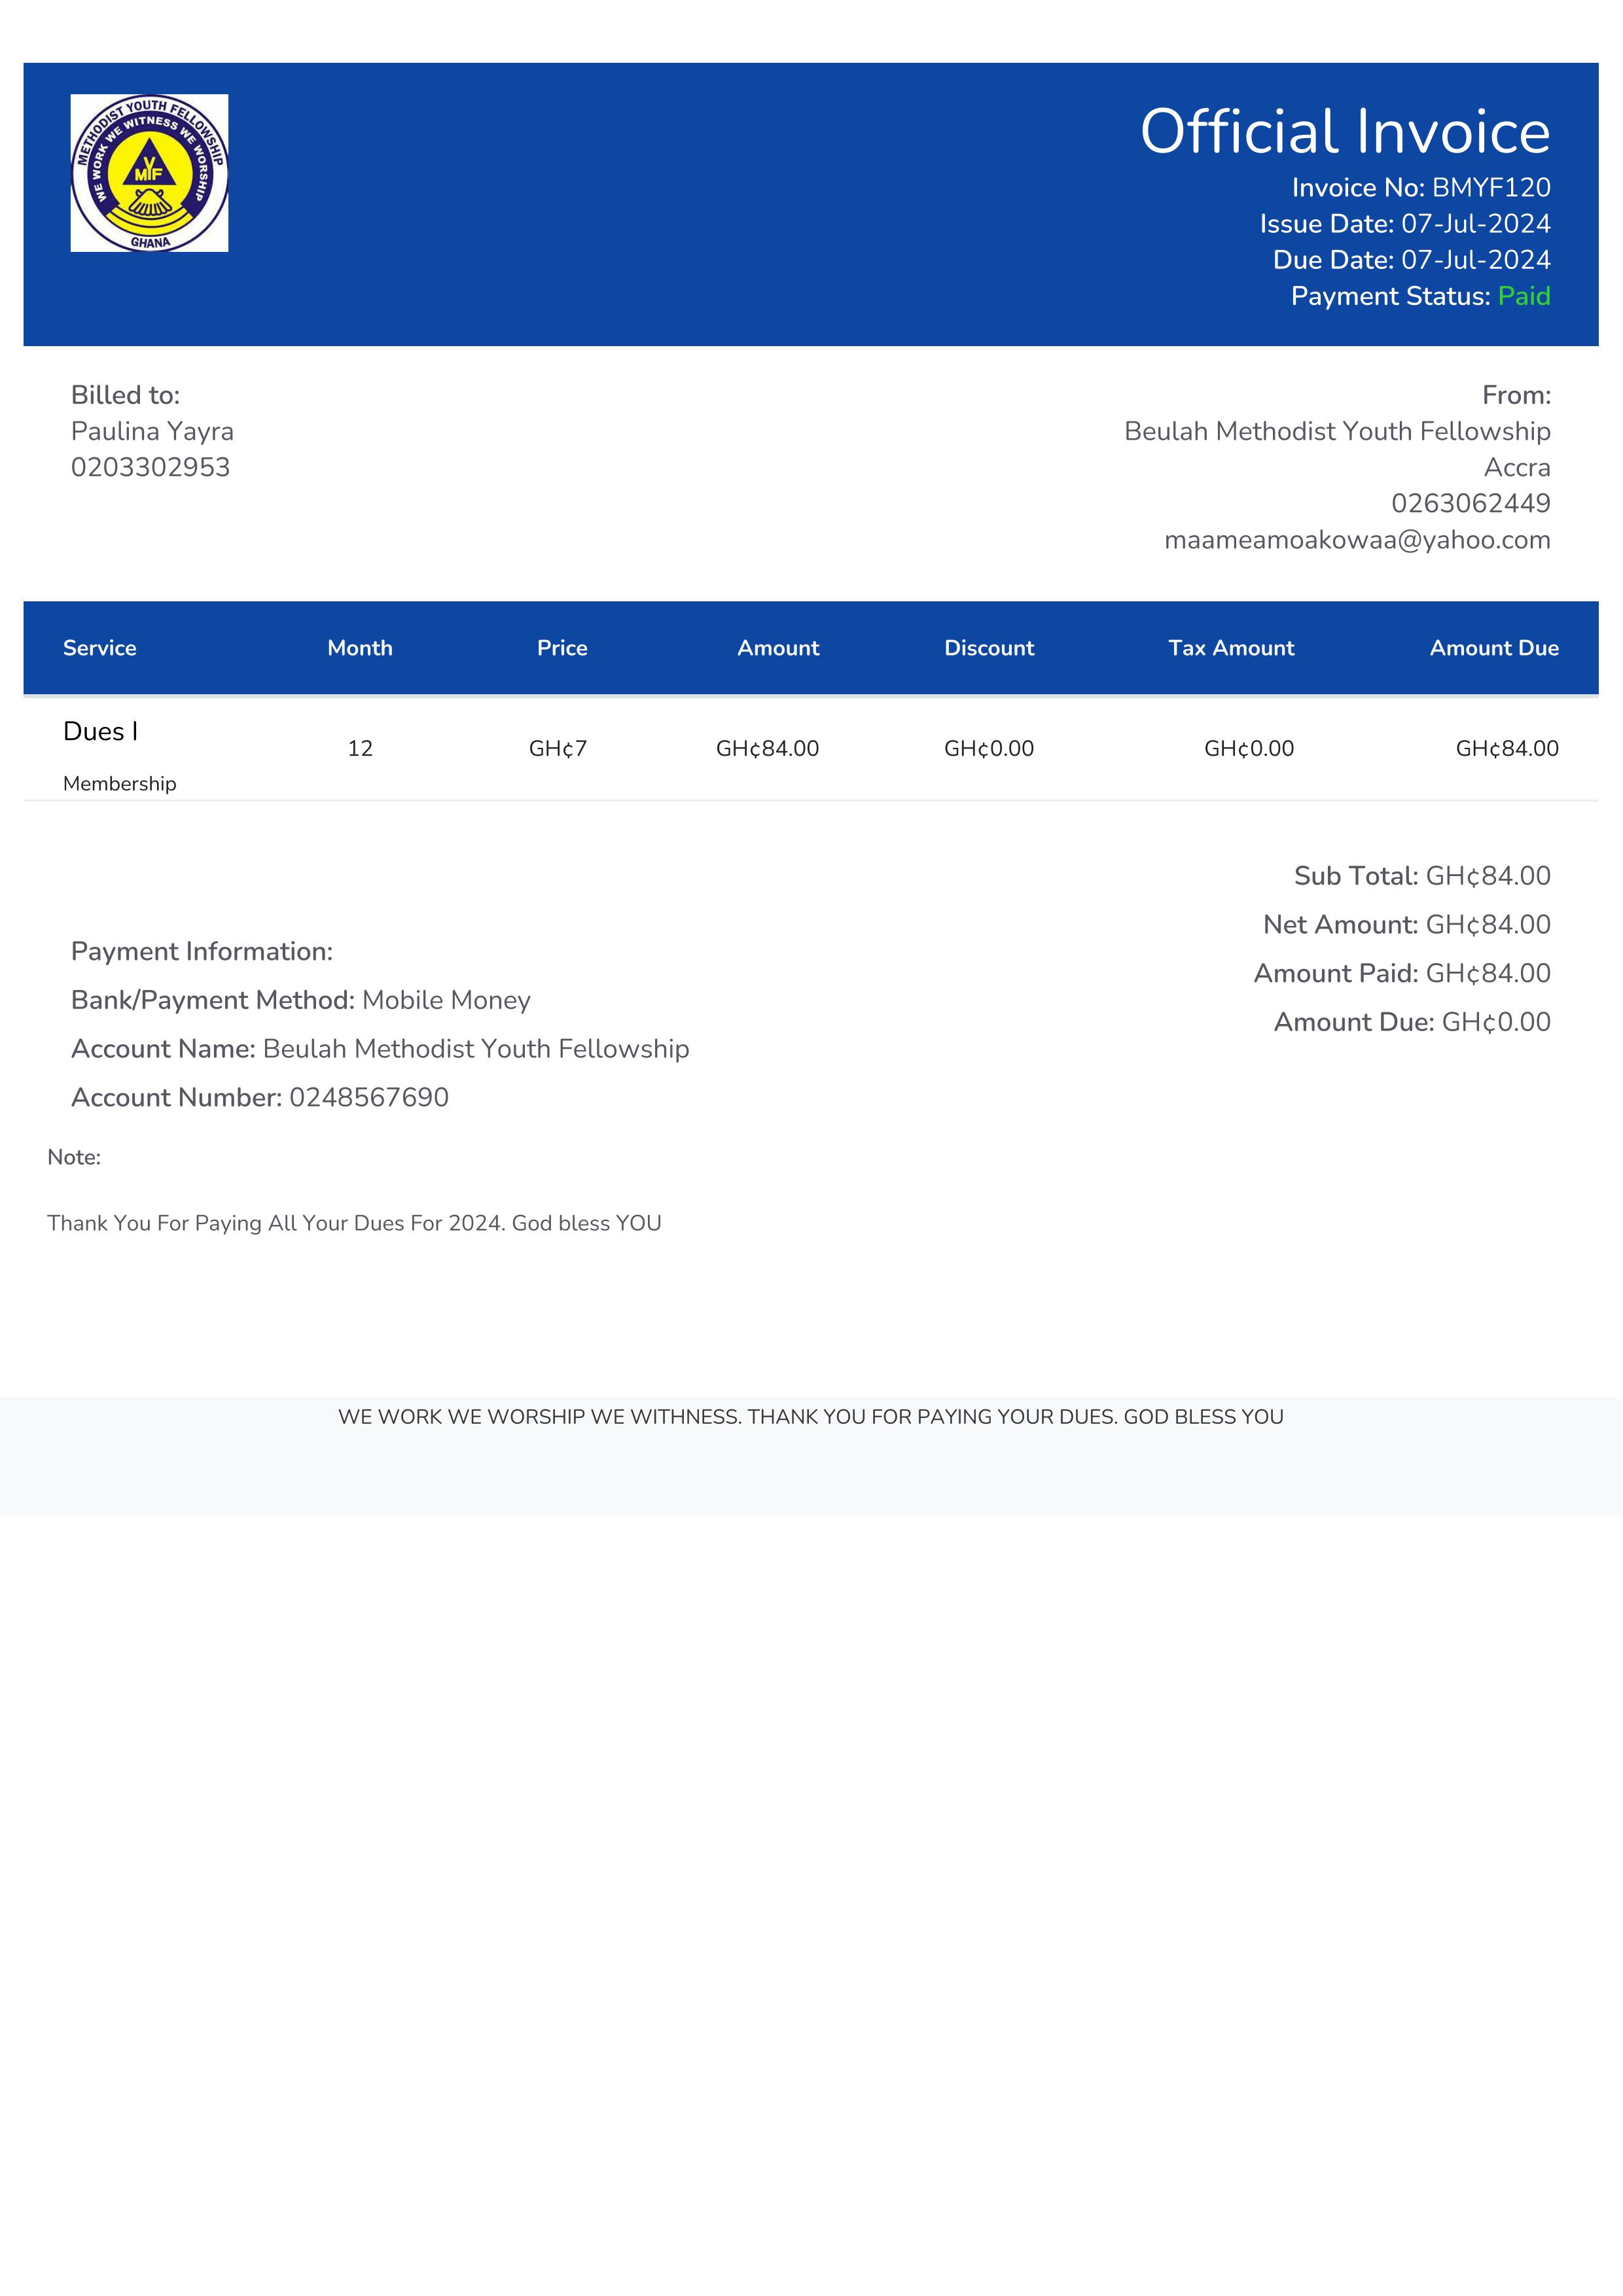 METHODIST YOUTH FELLOWSHIP
WE WORK WE WITNESS WE WORSHIP
MYF
GHANA
Official Invoice
Invoice No: BMYF120
Issue Date: 07-Jul-2024
Due Date: 07-Jul-2024
Payment Status: Paid
Billed to:
Paulina Yayra
0203302953
From:
Beulah Methodist Youth Fellowship
Accra
0263062449
maameamoakowaa@yahoo.com
Service Month Price Amount Discount Tax Amount Amount Due
Dues I
12 GH¢7 GH¢84.00 GH¢0.00 GH¢0.00 GH¢84.00
Membership
Sub Total: GH¢84.00
Net Amount: GH¢84.00
Amount Paid: GH¢84.00
Amount Due: GH¢0.00
Payment Information:
Bank/Payment Method: Mobile Money
Account Name: Beulah Methodist Youth Fellowship
Account Number: 0248567690
Note:
Thank You For Paying All Your Dues For 2024. God bless YOU
WE WORK WE WORSHIP WE WITHNESS. THANK YOU FOR PAYING YOUR DUES. GOD BLESS YOU